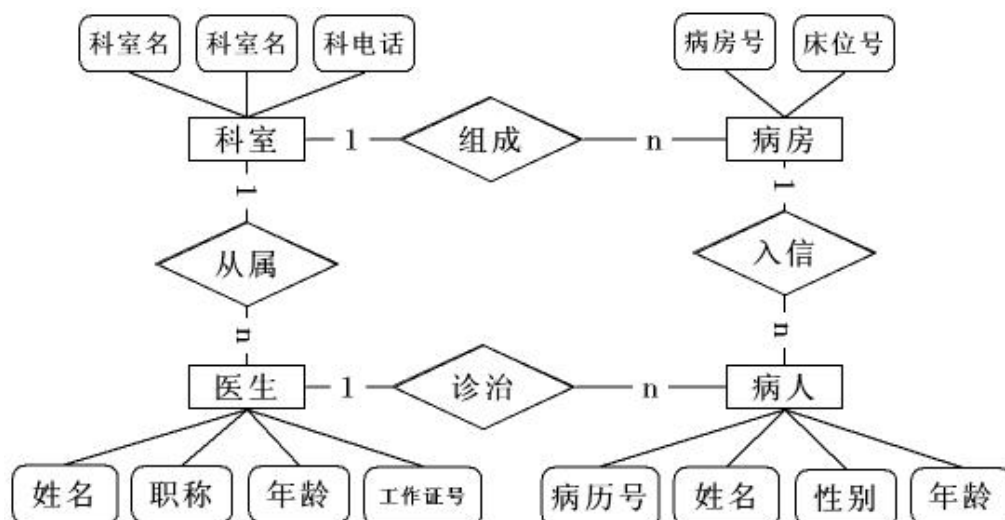 科室名 科室名 科电话 病房号 床位号
科室 1 组成 n 病房
1 1
从属 入信
n n
医生 1 诊治 n 病人
姓名 职称 年龄 工作证号 病历号 姓名 性别 年龄